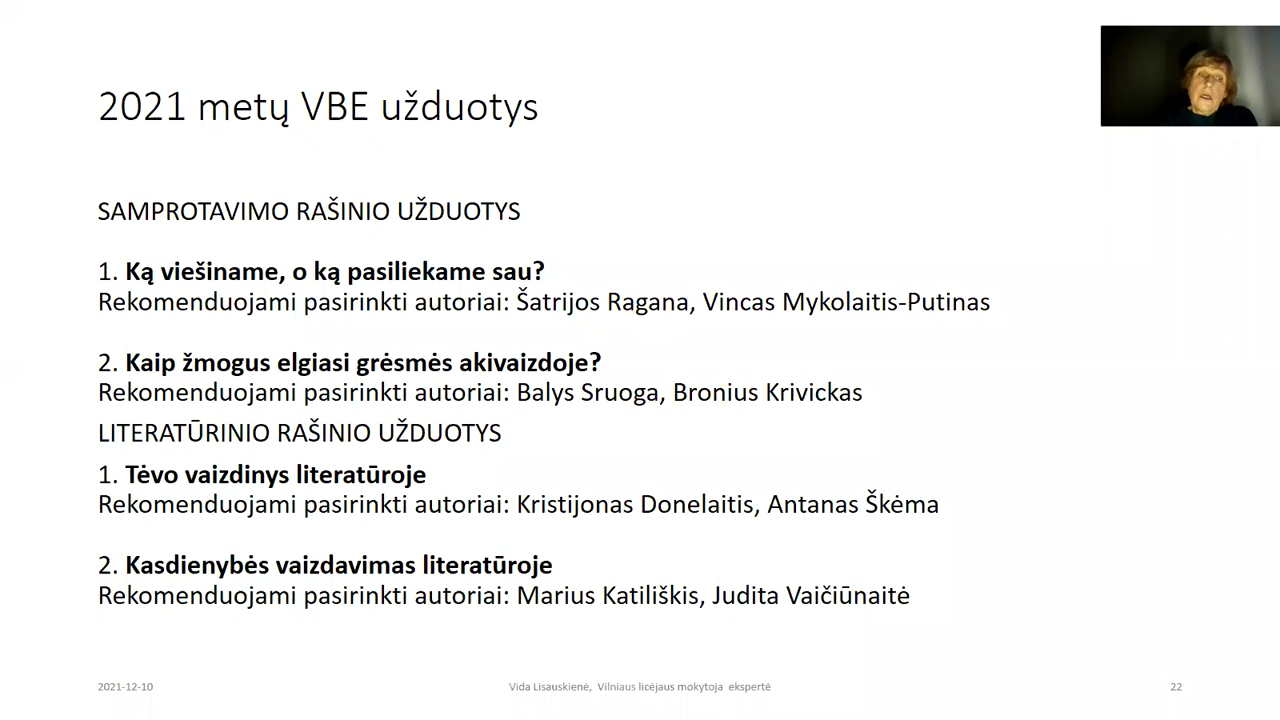 2021 metų VBE užduotys
SAMPROTAVIMO RAŠINIO UŽDUOTYS
1. Ką viešiname, o ką pasiliekame sau?
Rekomenduojami pasirinkti autoriai: Šatrijos Ragana, Vincas Mykolaitis-Putinas
2. Kaip žmogus elgiasi grėsmės akivaizdoje?
Rekomenduojami pasirinkti autoriai: Balys Sruoga, Bronius Krivickas
LITERATŪRINIO RAŠINIO UŽDUOTYS
1. Tėvo vaizdinys literatūroje
Rekomenduojami pasirinkti autoriai: Kristijonas Donelaitis, Antanas Škėma
2. Kasdienybės vaizdavimas literatūroje
Rekomenduojami pasirinkti autoriai: Marius Katiliškis, Judita Vaičiūnaitė
2021-12-10
Vida Lisauskienė, Vilniaus licėjaus mokytoja ekspertė
22